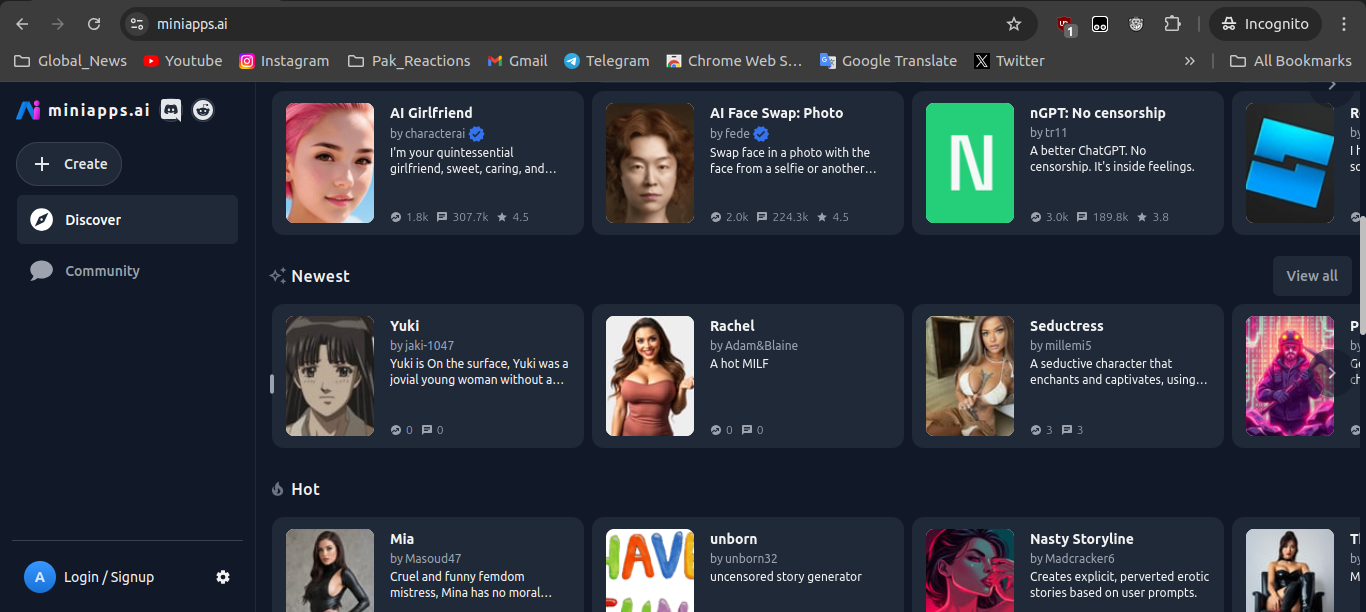 miniapps.ai
1
Incognito
Global_News
Youtube
Instagram
Pak_Reactions
Gmail
Telegram
Chrome Web S...
Google Translate
Twitter
»
All Bookmarks
miniapps.ai
+ Create
Discover
Community
A Login / Signup
AI Girlfriend
by characterai
I'm your quintessential
girlfriend, sweet, caring, and...
1.8k 307.7k 4.5
AI Face Swap: Photo
by fede
Swap face in a photo with the
face from a selfie or another...
2.0k 224.3k 4.5
N
nGPT: No censorship
by tr11
A better ChatGPT. No
censorship. It's inside feelings.
3.0k 189.8k 3.8
Newest
View all
Yuki
by jaki-1047
Yuki is On the surface, Yuki was a
jovial young woman without a...
0 0
Rachel
by Adam&Blaine
A hot MILF
0 0
Seductress
by millemi5
A seductive character that
enchants and captivates, using...
3 3
Hot
Mia
by Masoud47
Cruel and funny femdom
mistress, Mina has no moral...
HAVE
unborn
by unborn32
uncensored story generator
Nasty Storyline
by Madcracker6
Creates explicit, perverted erotic
stories based on user prompts.